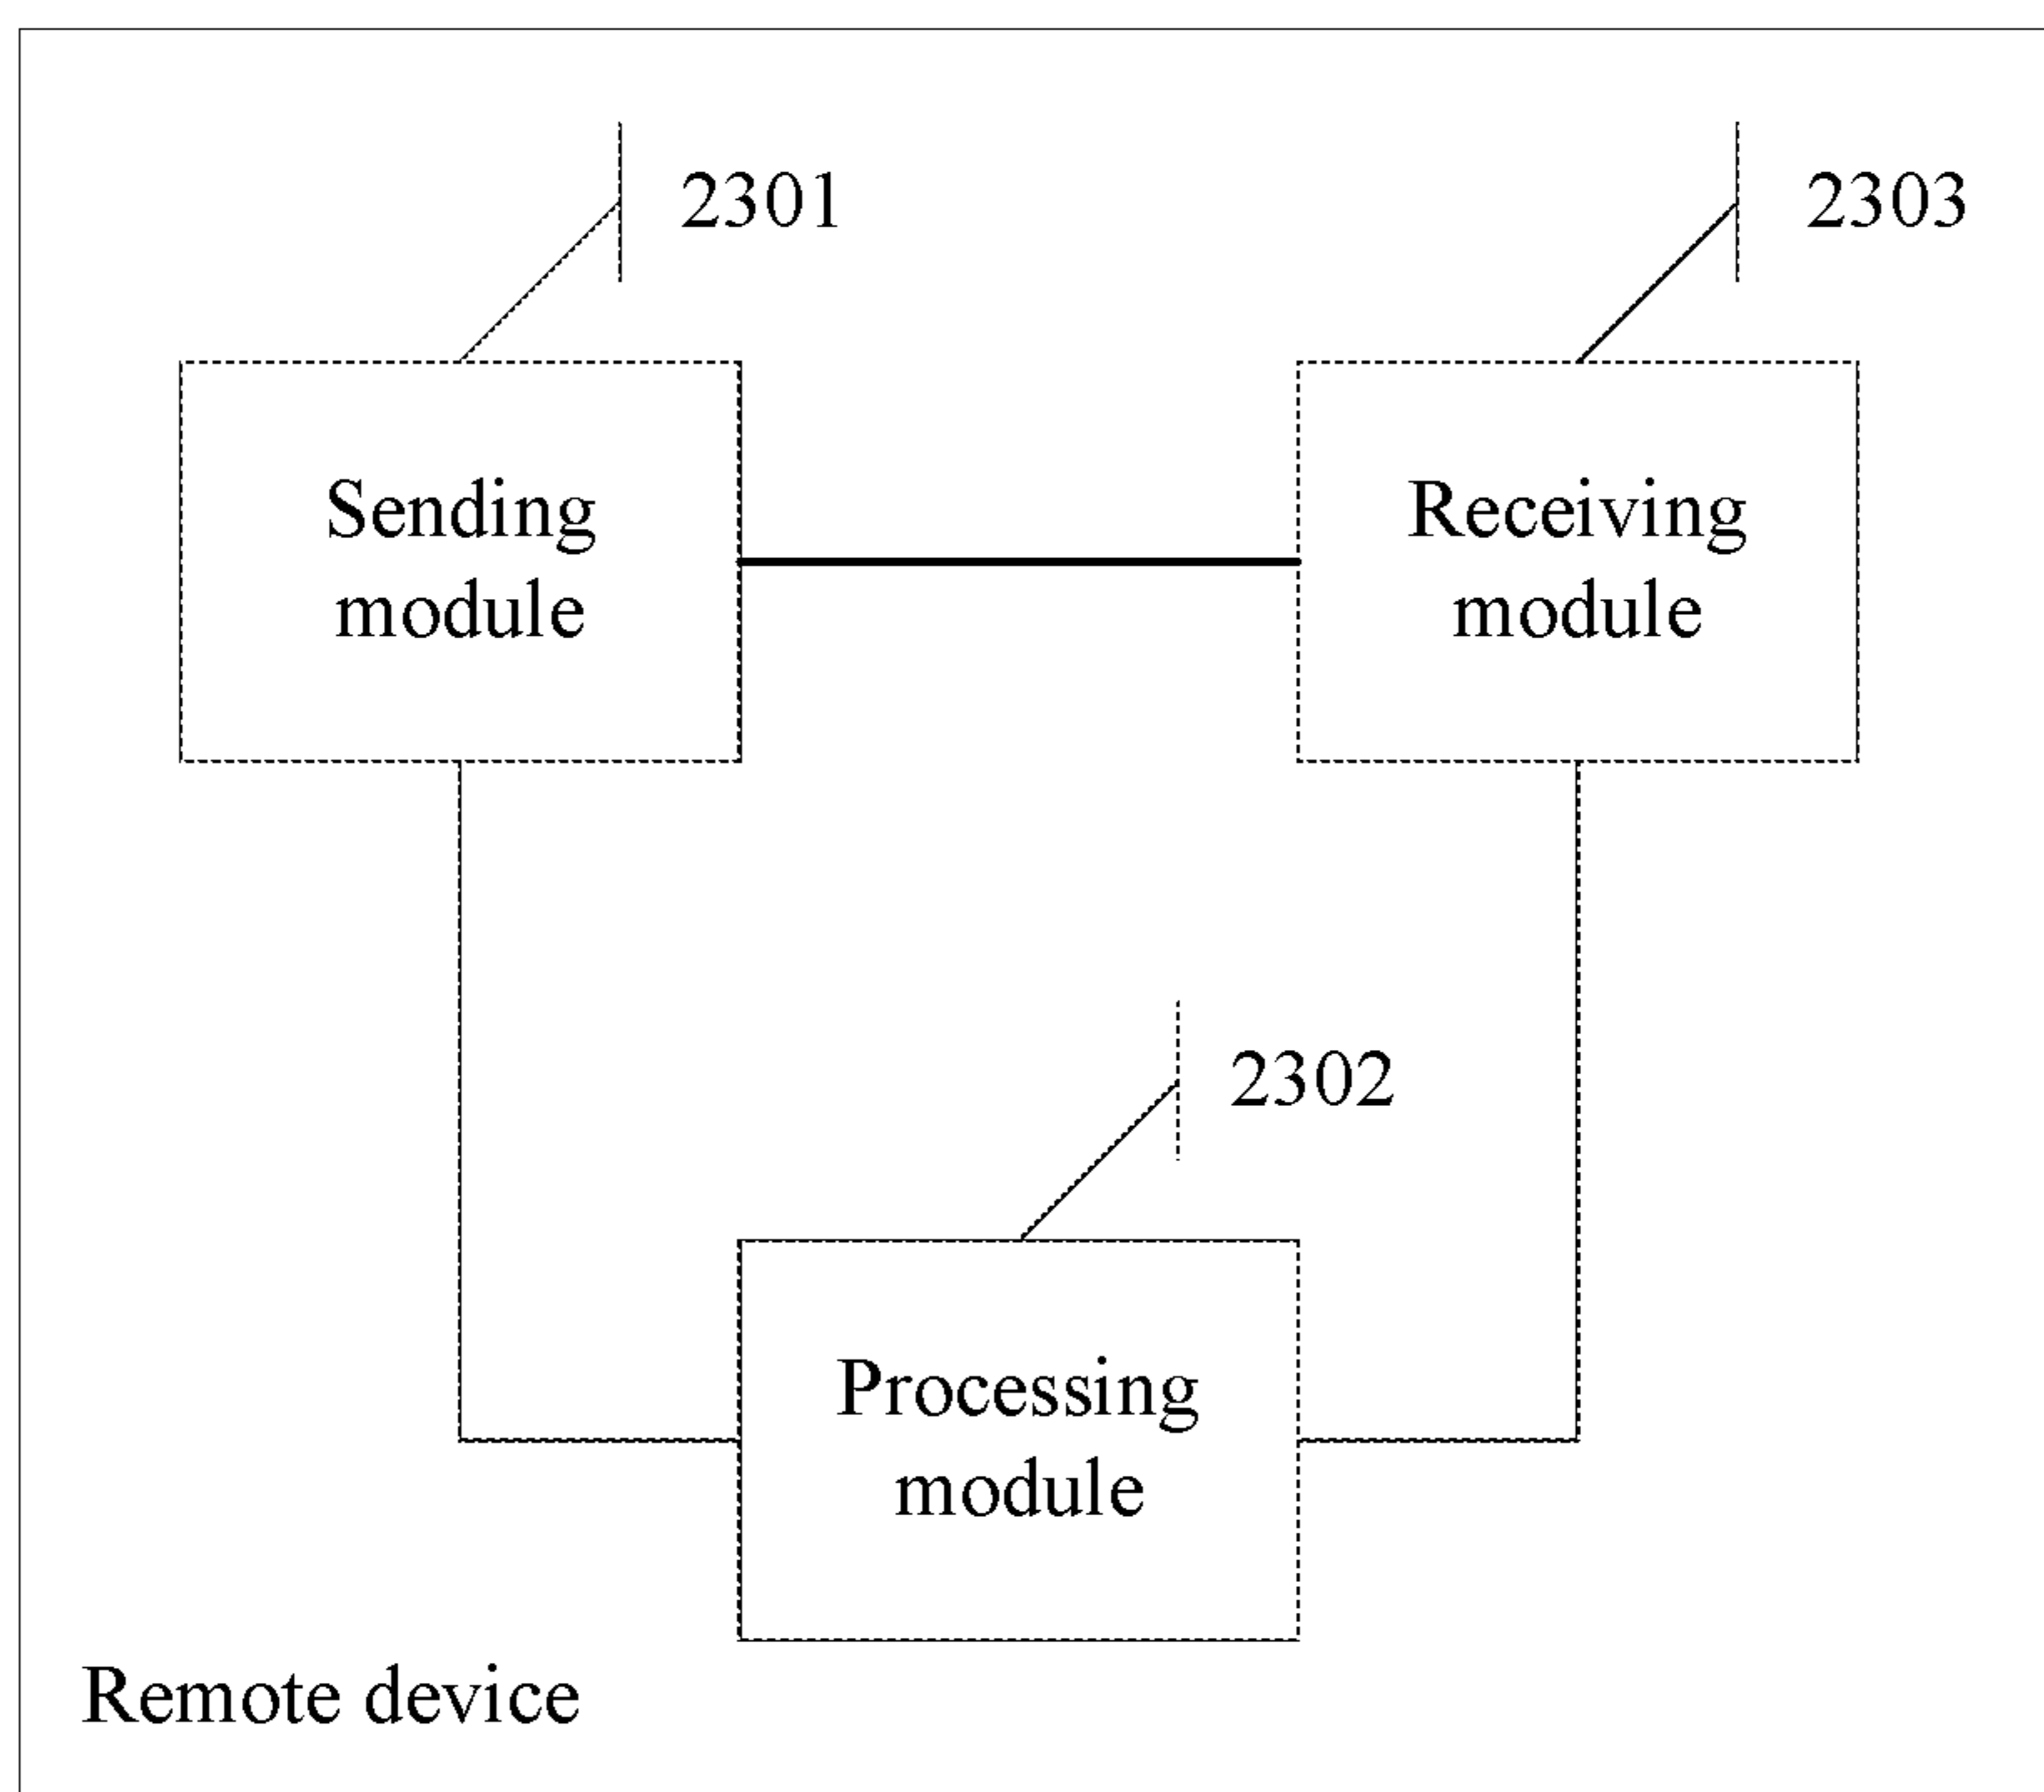 2301
2303
Sending
module
Receiving
module
2302
Processing
module
Remote device